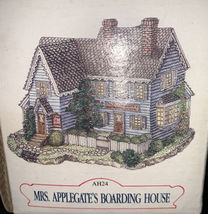 AH24
MRS. APPLEGATE'S BOARDING HOUSE